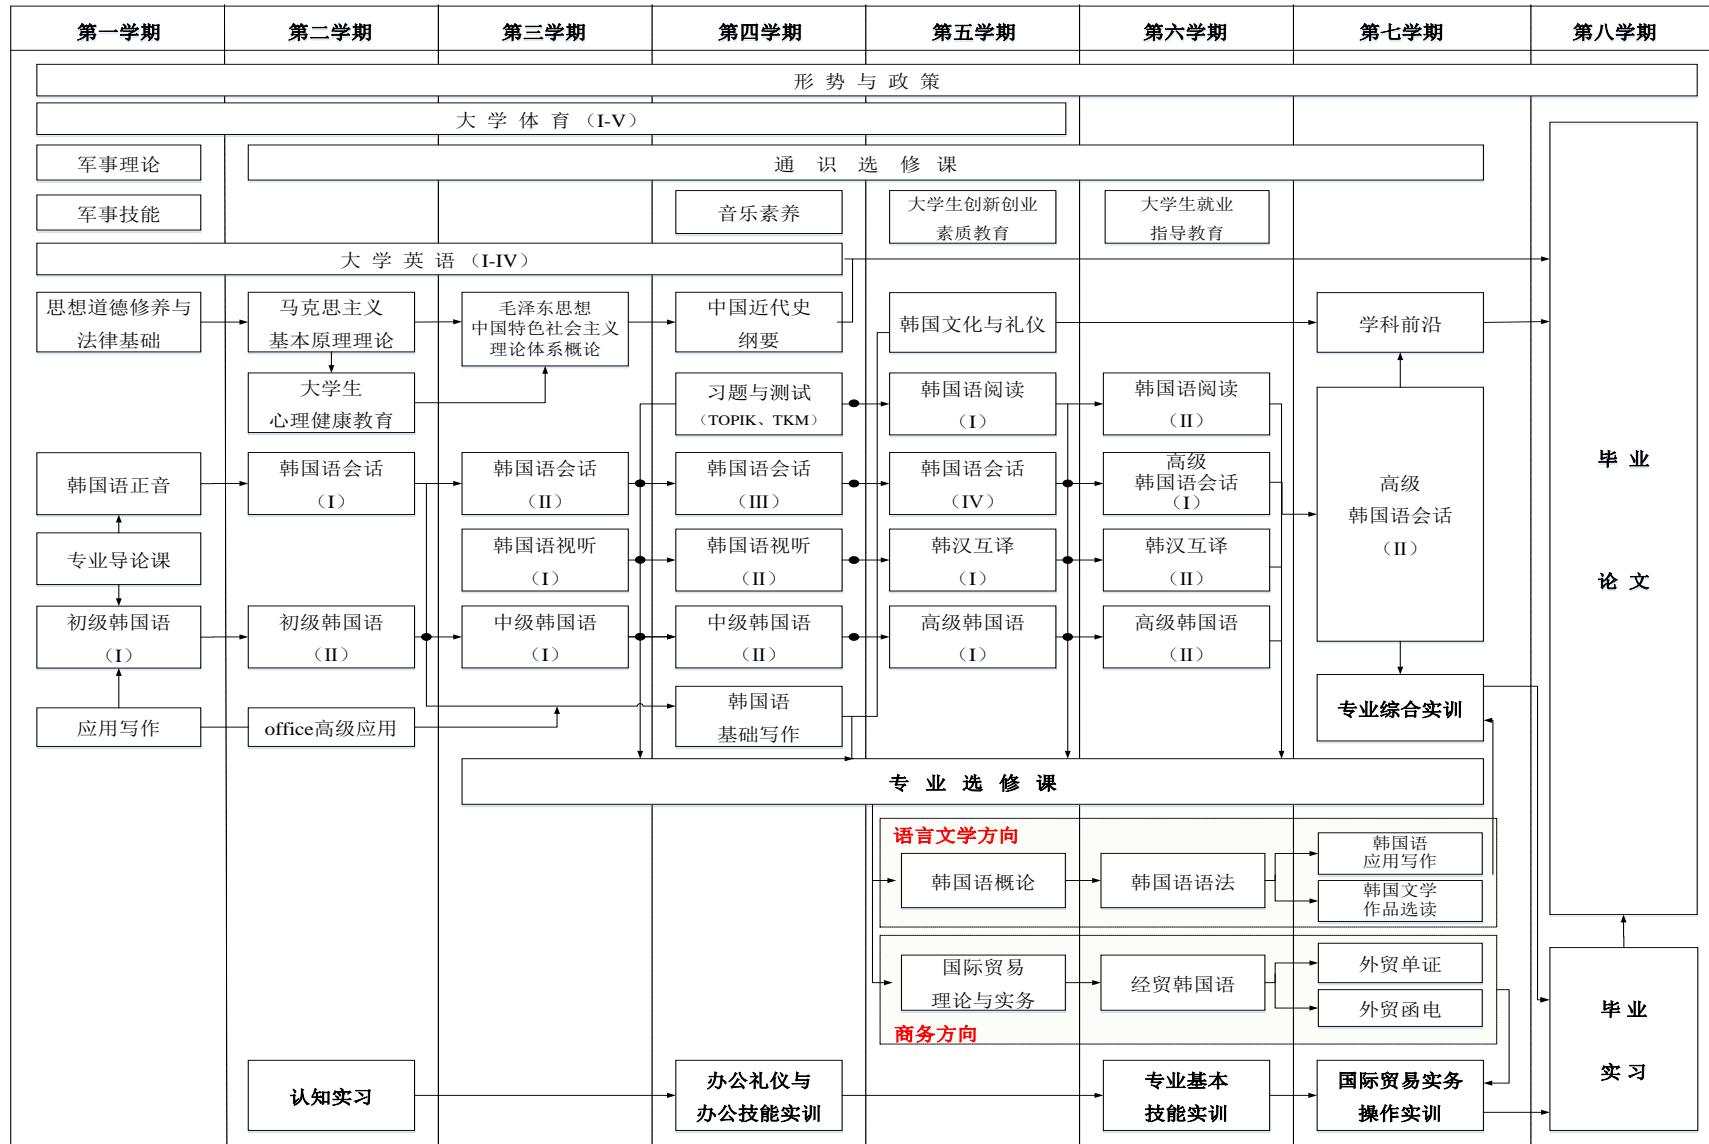 第一学期
第二学期
第三学期
第四学期
第五学期
第六学期
第七学期
第八学期
形 势 与 政 策
大 学 体 育（I-V）
军事理论
通 识 选 修 课
军事技能
音乐素养
大学生创新创业
素质教育
大学生就业
指导教育
大 学 英 语（I-IV）
思想道德修养与
法律基础
马克思主义
基本原理理论
毛泽东思想
中国特色社会主义
理论体系概论
中国近代史
纲要
韩国文化与礼仪
学科前沿
大学生
心理健康教育
习题与测试
（TOPIK、TKM）
韩国语阅读
（I）
韩国语阅读
（II）
韩国语正音
韩国语会话
（I）
韩国语会话
（II）
韩国语会话
（III）
韩国语会话
（IV）
高级
韩国语会话
（I）
高级
韩国语会话
（II）
毕 业
论 文
专业导论课
韩国语视听
（I）
韩国语视听
（II）
韩汉互译
（I）
韩汉互译
（II）
初级韩国语
（I）
初级韩国语
（II）
中级韩国语
（I）
中级韩国语
（II）
高级韩国语
（I）
高级韩国语
（II）
应用写作
office高级应用
韩国语
基础写作
专业综合实训
专 业 选 修 课
语言文学方向
韩国语概论
韩国语语法
韩国语
应用写作
韩国文学
作品选读
国际贸易
理论与实务
经贸韩国语
外贸单证
外贸函电
商务方向
毕 业
实 习
认知实习
办公礼仪与
办公技能实训
专业基本
技能实训
国际贸易实务
操作实训